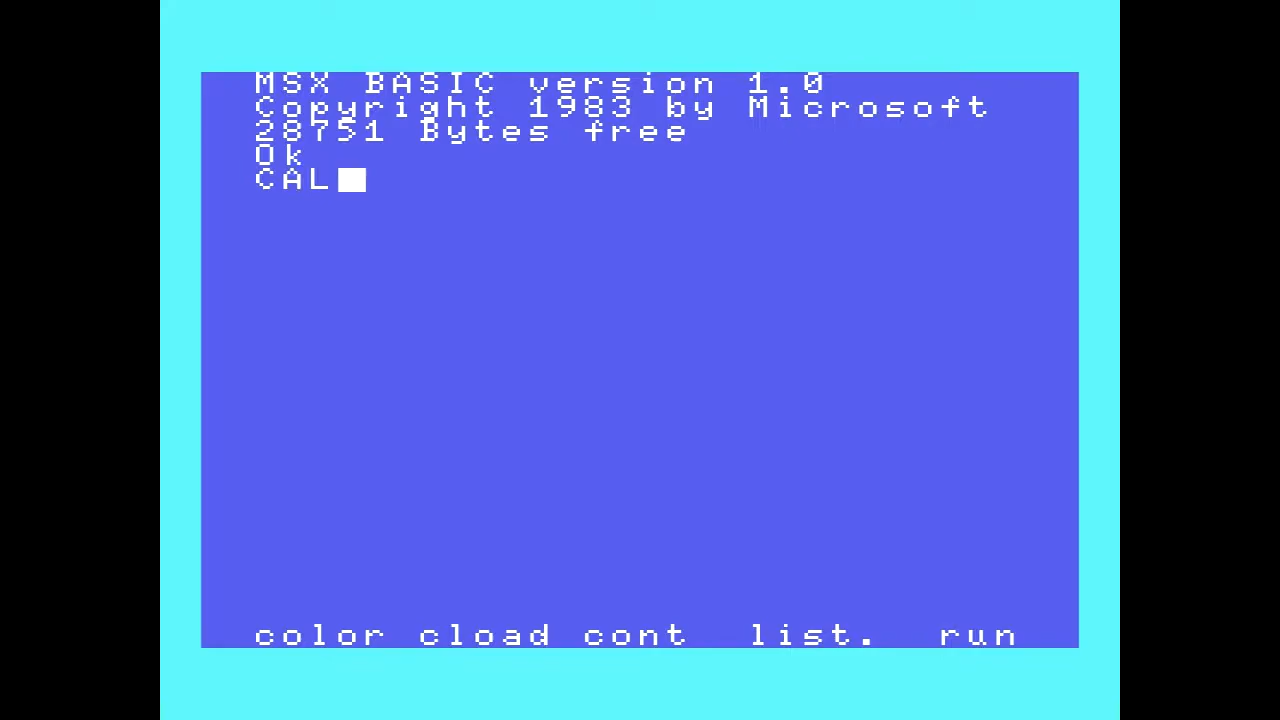 MSX BASIC version 1.0
Copyright 1983 by Microsoft
28751 Bytes free
Ok
CAL
color cload cont list. run